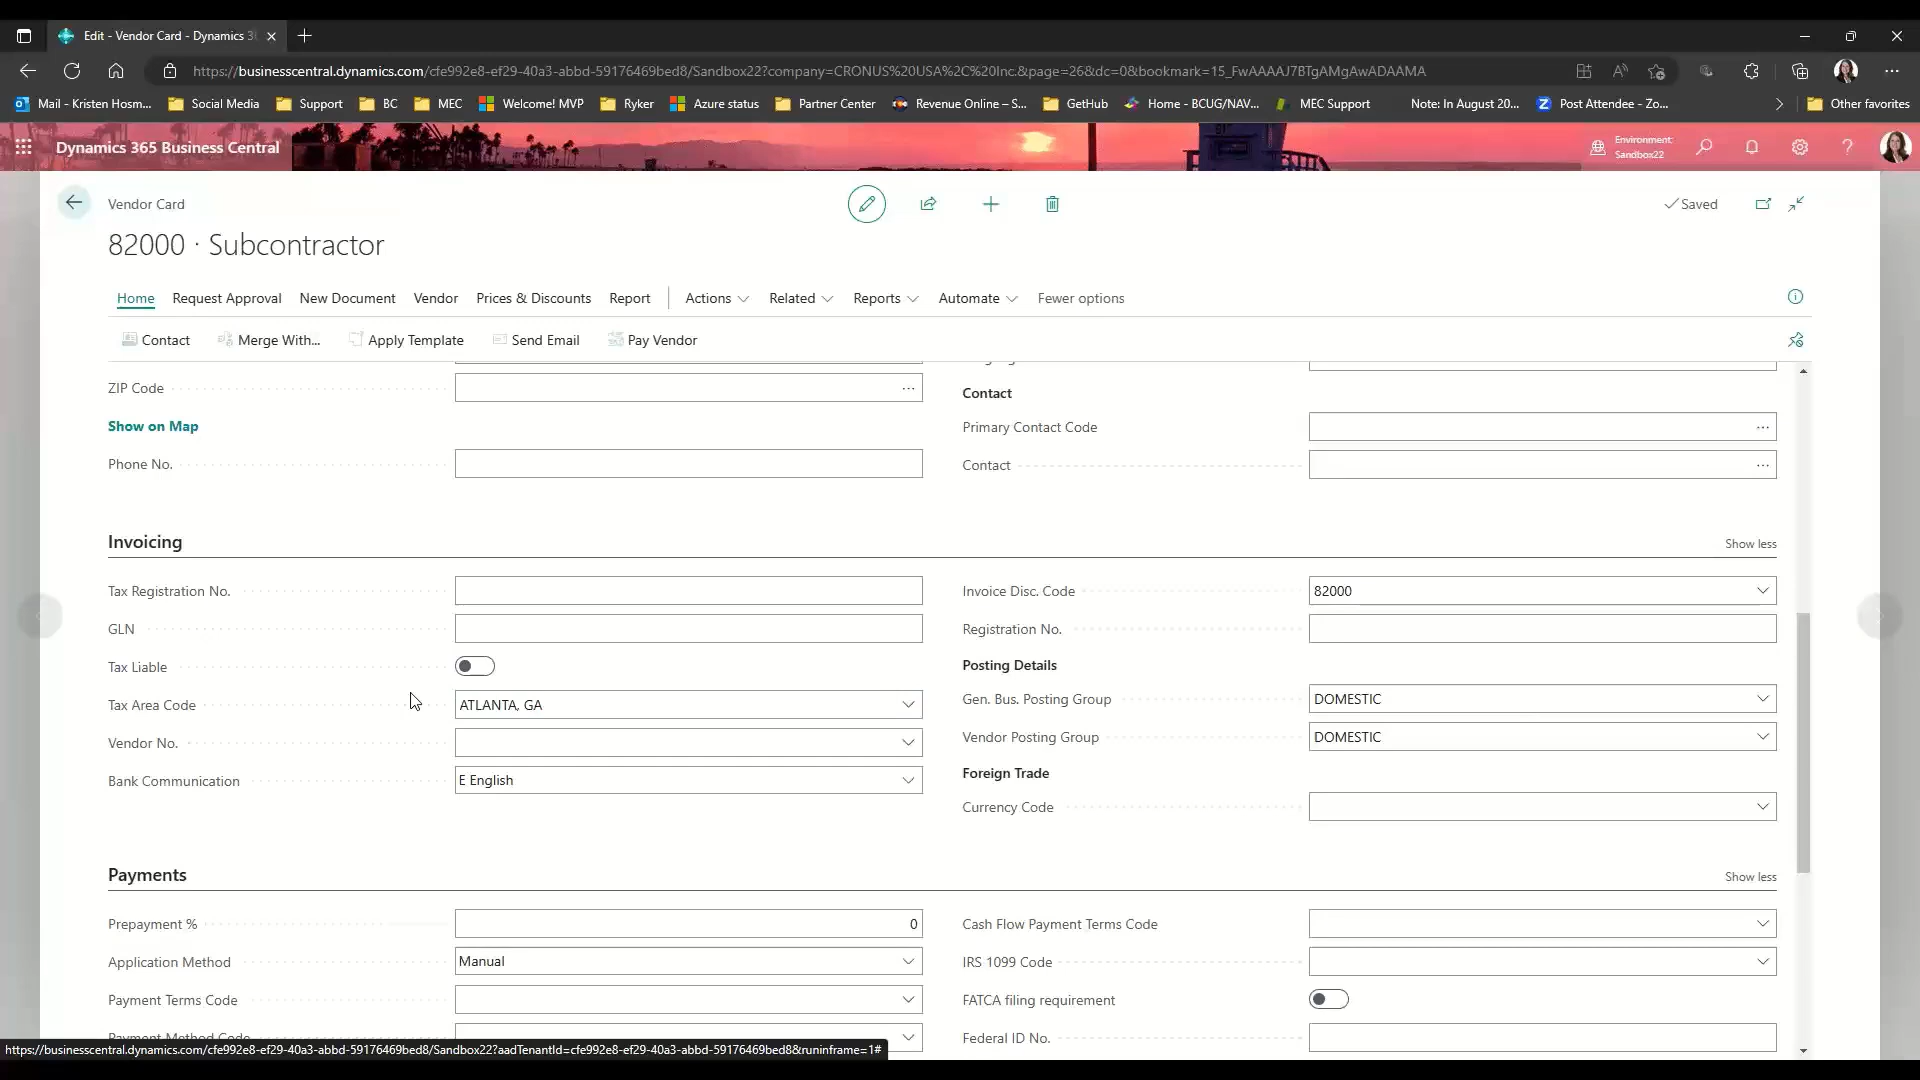 Edit - Vendor Card - Dynamics 3
https://businesscentral.dynamics.com/cfe992e8-ef29-40a3-abbd-59176469bed8/Sandbox22?company=CRONUS%20USA%2C%20Inc.&page=26&dc=0&bookmark=15_FwAAAAJ7BTgAMgAwADAAMA
Mail - Kristen Hosm... Social Media Support BC MEC Welcome! MVP Ryker Azure status Partner Center Revenue Online – S... GetHub Home - BCUG/NAV... MEC Support Note: In August 20... Post Attendee - Zo... Other favorites
Dynamics 365 Business Central
Environment:
Sandbox22
Vendor Card
Saved
82000 · Subcontractor
Home Request Approval New Document Vendor Prices & Discounts Report Actions Related Reports Automate Fewer options
Contact Merge With... Apply Template Send Email Pay Vendor
ZIP Code
Contact
Show on Map
Primary Contact Code
Phone No.
Contact
Invoicing
Show less
Tax Registration No.
Invoice Disc. Code 82000
GLN
Registration No.
Tax Liable
Posting Details
Tax Area Code ATLANTA, GA
Gen. Bus. Posting Group DOMESTIC
Vendor No.
Vendor Posting Group DOMESTIC
Bank Communication E English
Foreign Trade
Currency Code
Payments
Show less
Prepayment % 0
Cash Flow Payment Terms Code
Application Method Manual
IRS 1099 Code
Payment Terms Code
FATCA filing requirement
Payment Method Code
Federal ID No.
https://businesscentral.dynamics.com/cfe992e8-ef29-40a3-abbd-59176469bed8/Sandbox22?aadTenantId=cfe992e8-ef29-40a3-abbd-59176469bed8&runinframe=1#